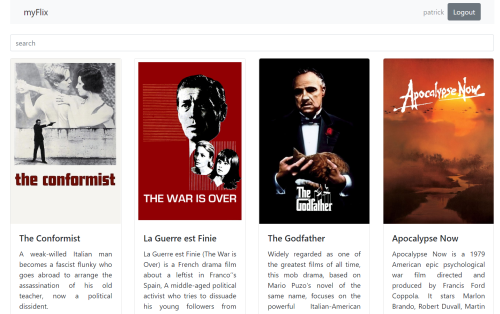 myFlix
patrick Logout
search
the conformist
THE WAR IS OVER
The Godfather
Apocalypse Now
The Conformist
A weak-willed Italian man
becomes a fascist flunky who
goes abroad to arrange the
assassination of his old
teacher, now a political
dissident.
La Guerre est Finie
La Guerre est Finie (The War is
Over) is a French drama film
about a leftist in Franco''s
Spain, A middle-aged political
activist who tries to dissuade
his young followers from
The Godfather
Widely regarded as one of
the greatest films of all time,
this mob drama, based on
Mario Puzo's novel of the
same name, focuses on the
powerful Italian-American
Apocalypse Now
Apocalypse Now is a 1979
American epic psychological
war film directed and
produced by Francis Ford
Coppola. It stars Marlon
Brando, Robert Duvall, Martin